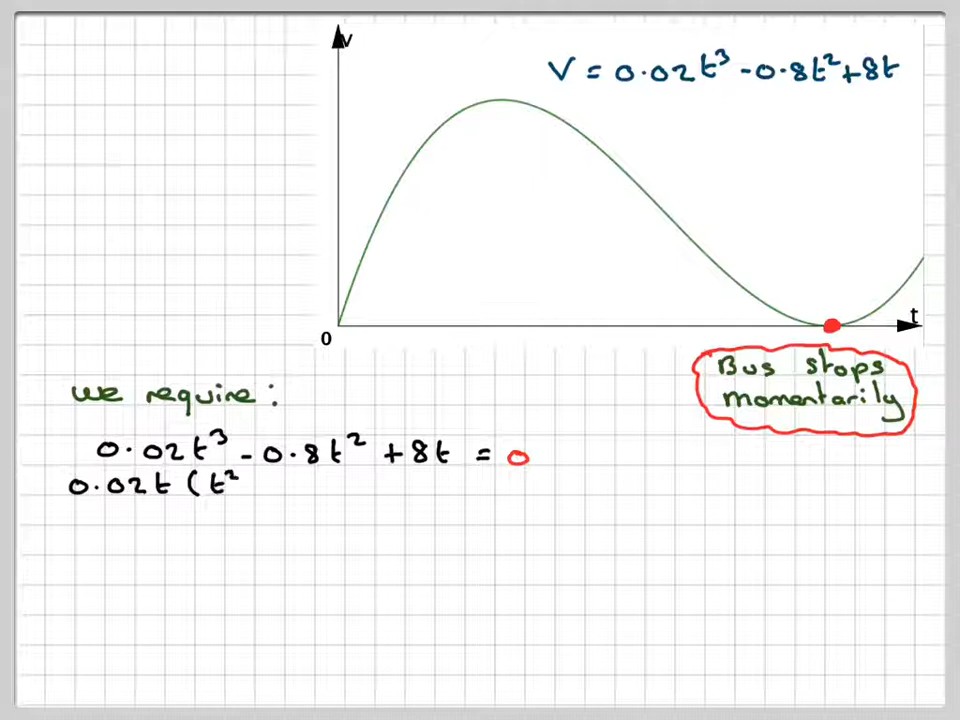 v
V = 0.02t³ - 0.8t² + 8t
t
0
Bus stops
momentarily
we require:
0.02t³ - 0.8t² + 8t = 0
0.02t (t²